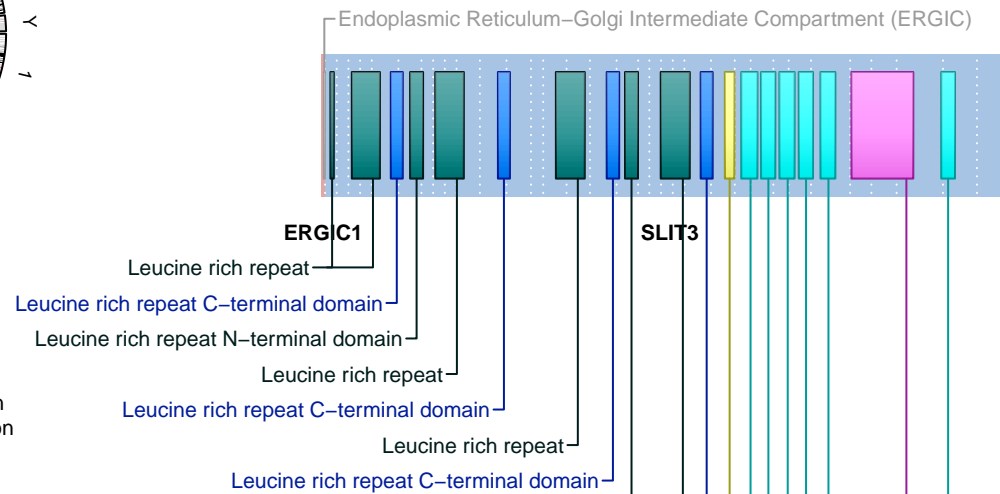 Endoplasmic Reticulum−Golgi Intermediate Compartment (ERGIC)
Y
1
ERGIC1
SLIT3
Leucine rich repeat
Leucine rich repeat C−terminal domain
Leucine rich repeat N−terminal domain
Leucine rich repeat
Leucine rich repeat C−terminal domain
Leucine rich repeat
Leucine rich repeat C−terminal domain